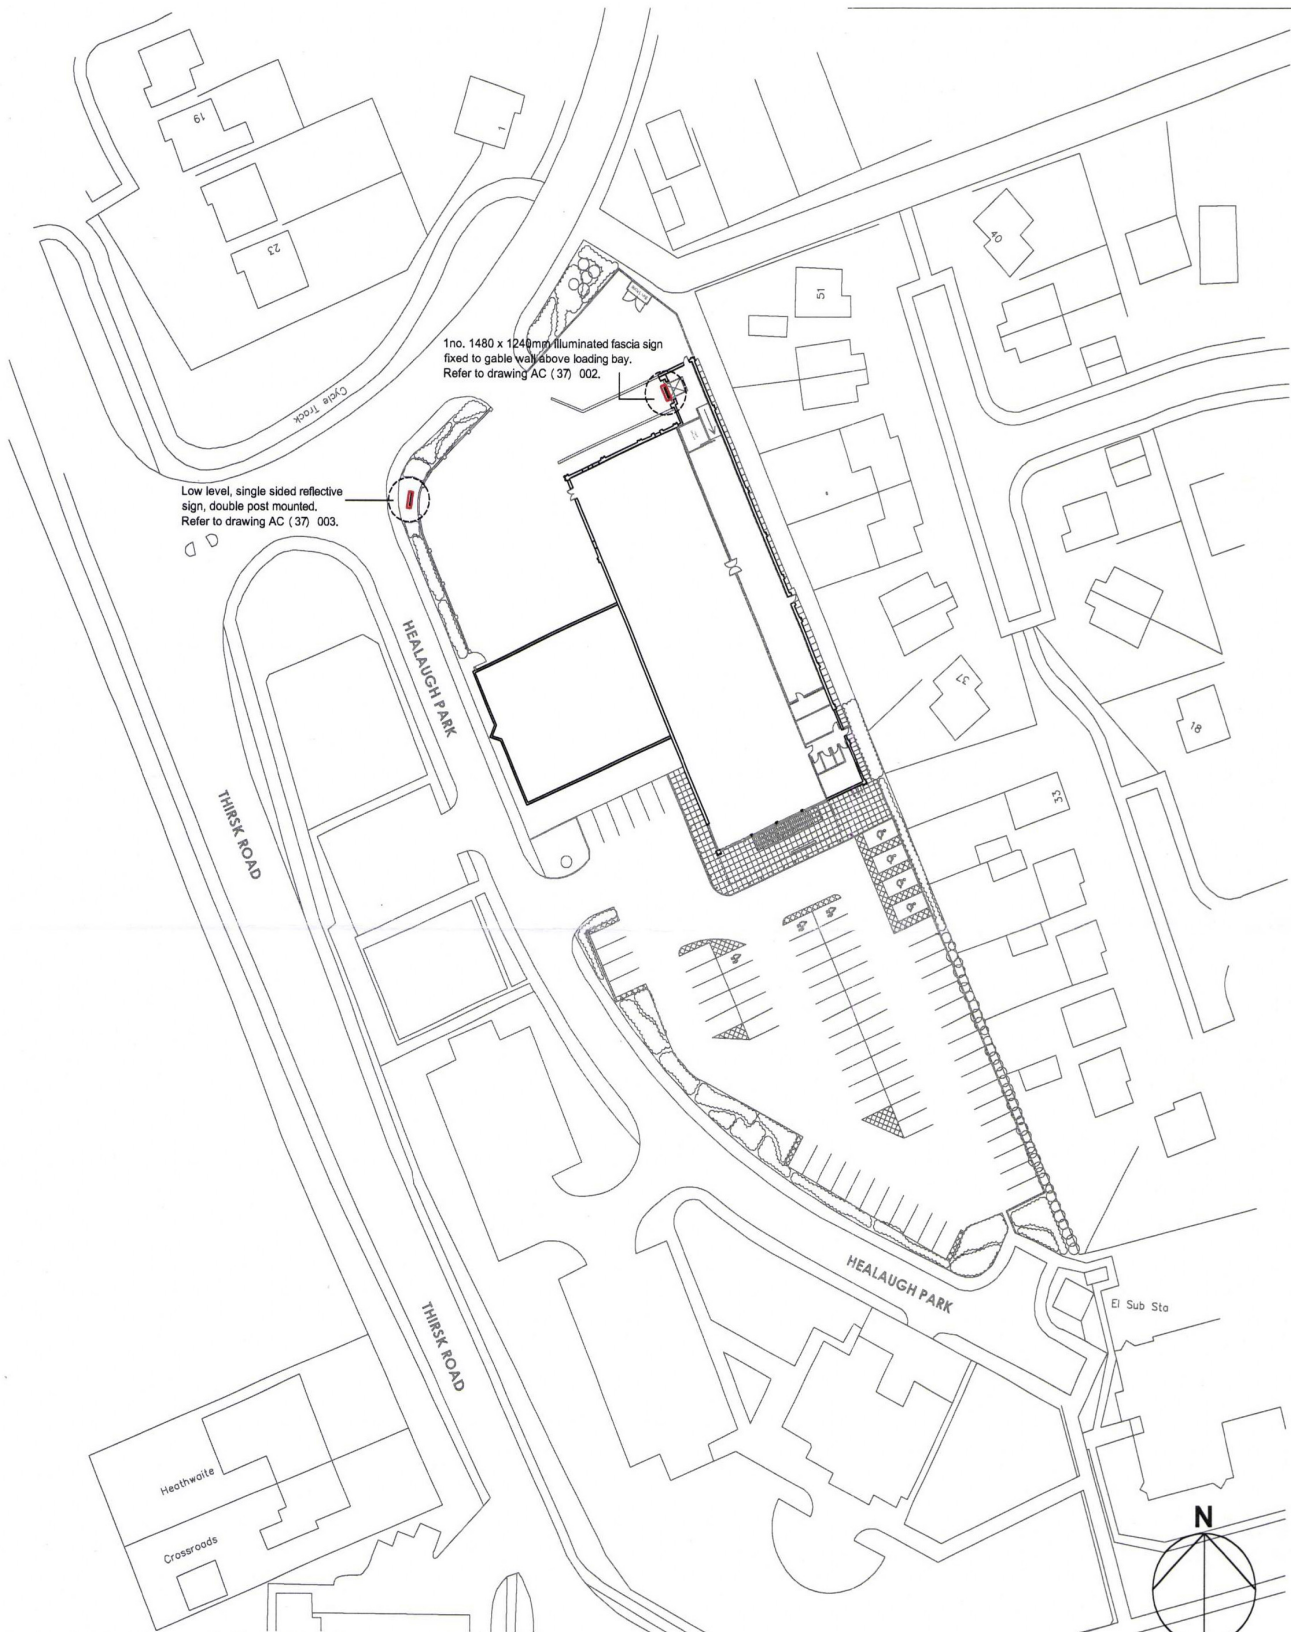 19
1
23
40
51
1no. 1480 x 1240mm illuminated fascia sign
fixed to gable wall above loading bay.
Refer to drawing AC (37) 002.
Cycle Track
Low level, single sided reflective
sign, double post mounted.
Refer to drawing AC (37) 003.
HEALAUGH PARK
37
18
THIRSK ROAD
33
HEALAUGH PARK
El Sub Sta
THIRSK ROAD
Heathwaite
Crossroads
N